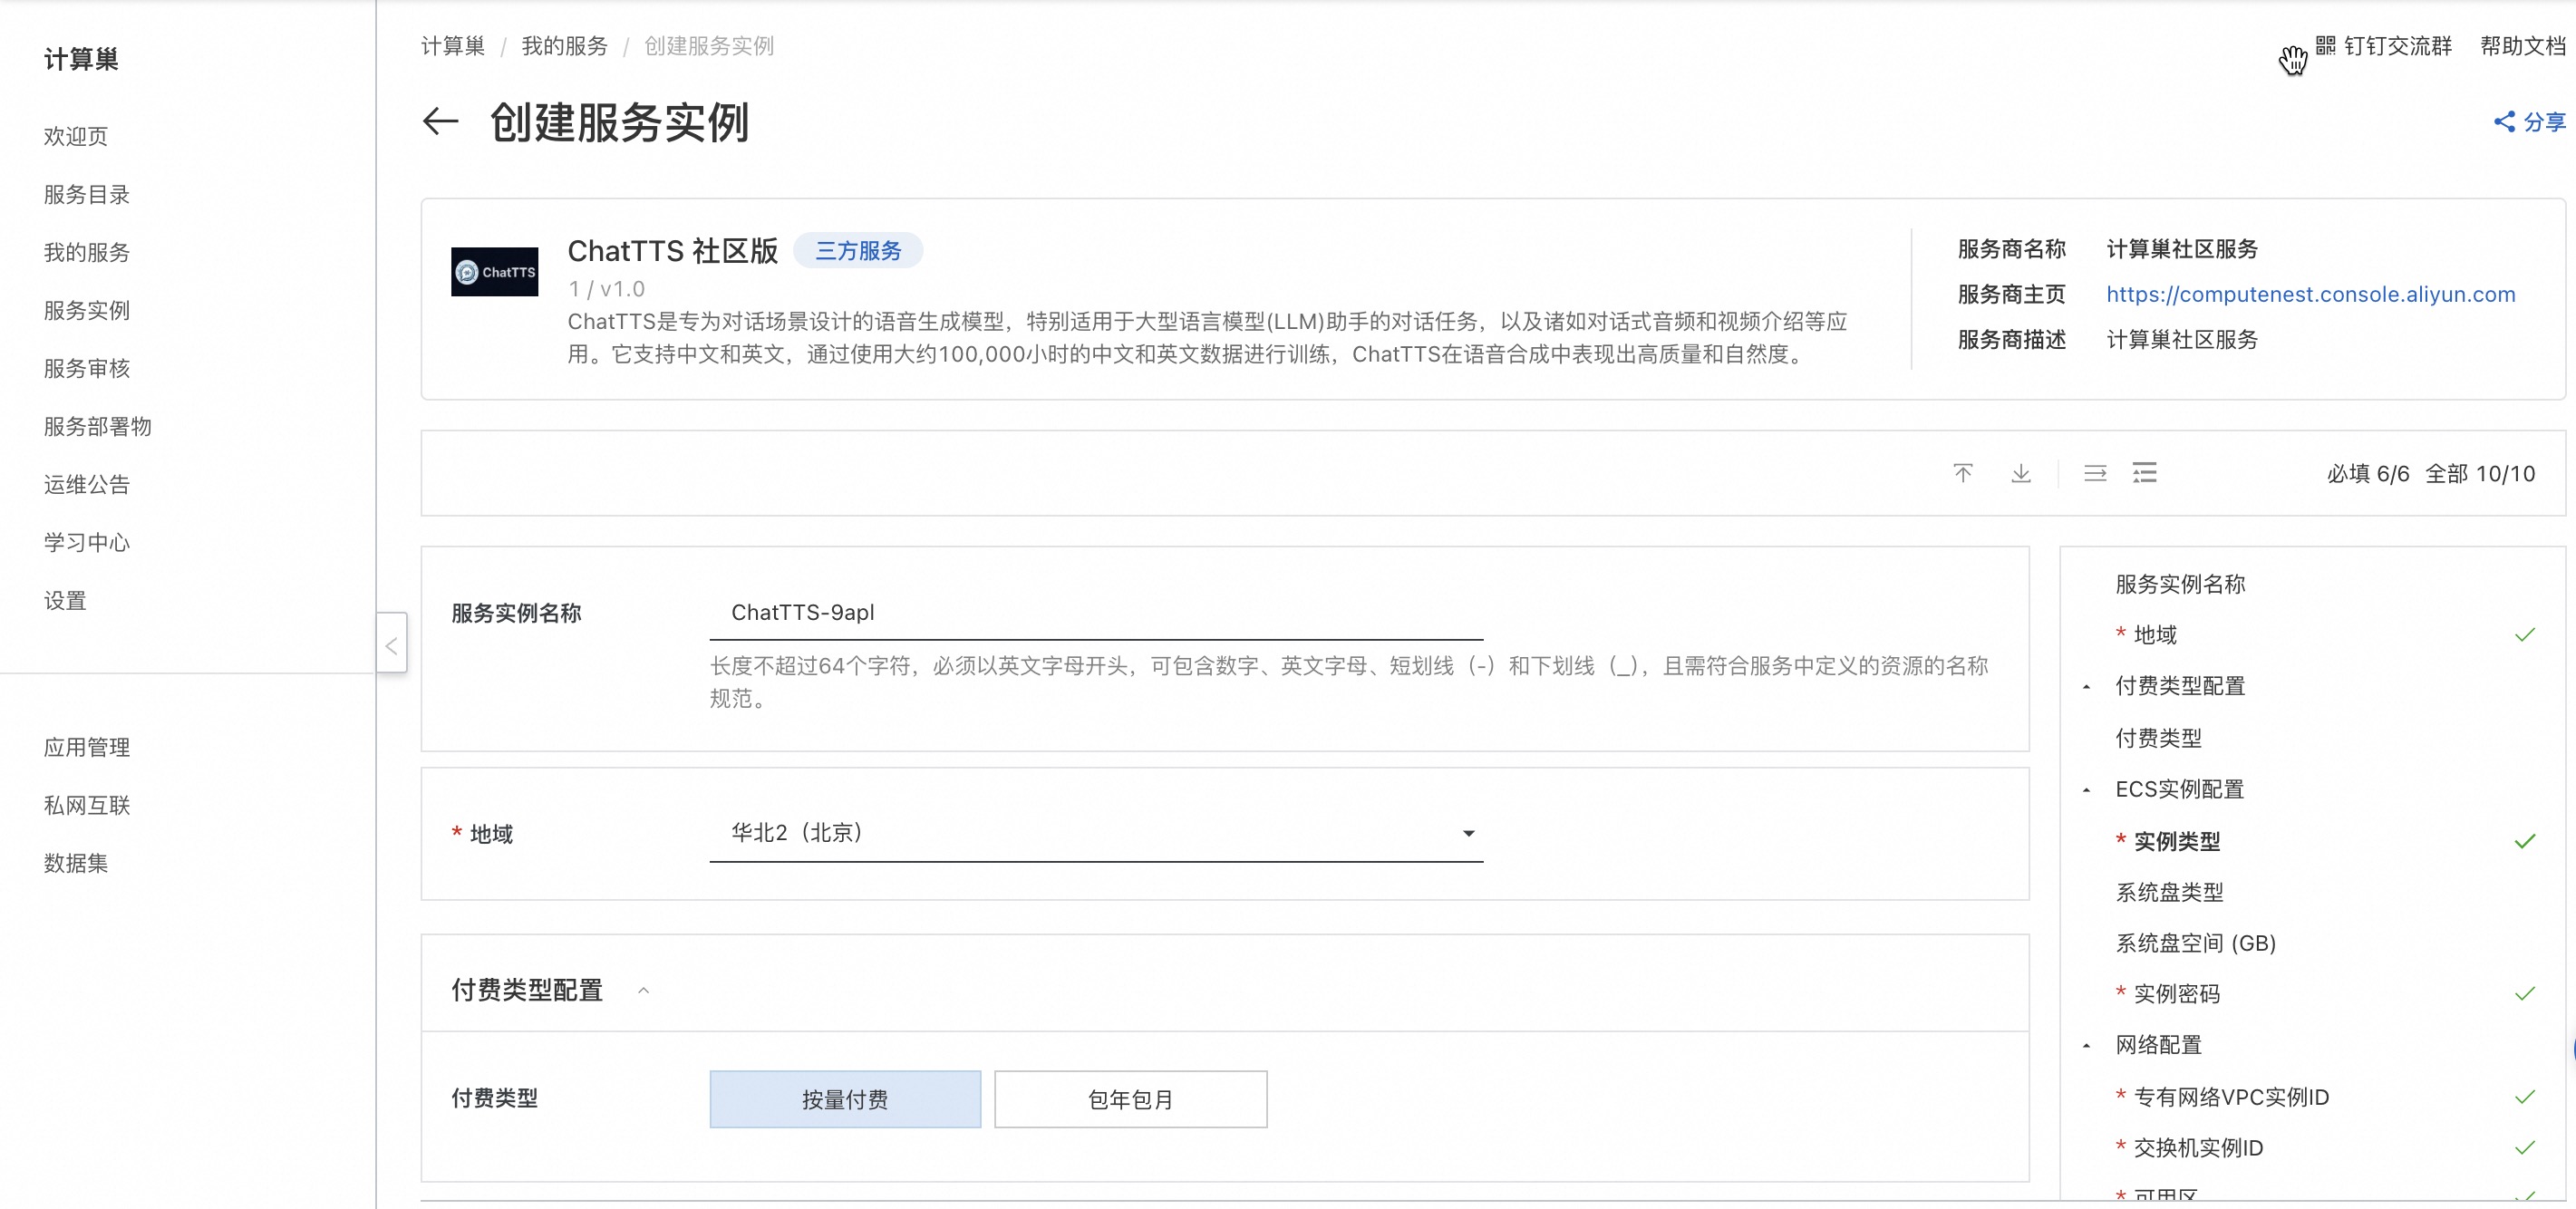 计算巢
欢迎页
服务目录
我的服务
服务实例
服务审核
服务部署物
运维公告
学习中心
设置
应用管理
私网互联
数据集
计算巢 / 我的服务 / 创建服务实例
钉钉交流群 帮助文档
创建服务实例
分享
ChatTTS
ChatTTS 社区版 三方服务
1 / v1.0
ChatTTS是专为对话场景设计的语音生成模型，特别适用于大型语言模型(LLM)助手的对话任务，以及诸如对话式音频和视频介绍等应
用。它支持中文和英文，通过使用大约100,000小时的中文和英文数据进行训练，ChatTTS在语音合成中表现出高质量和自然度。
服务商名称 计算巢社区服务
服务商主页 https://computenest.console.aliyun.com
服务商描述 计算巢社区服务
必填 6/6 全部 10/10
服务实例名称 ChatTTS-9apl
长度不超过64个字符，必须以英文字母开头，可包含数字、英文字母、短划线（-）和下划线（_），且需符合服务中定义的资源的名称
规范。
* 地域 华北2（北京）
付费类型配置
付费类型 按量付费 包年包月
服务实例名称
* 地域
付费类型配置
付费类型
ECS实例配置
* 实例类型
系统盘类型
系统盘空间 (GB)
* 实例密码
网络配置
* 专有网络VPC实例ID
* 交换机实例ID
* 可用区